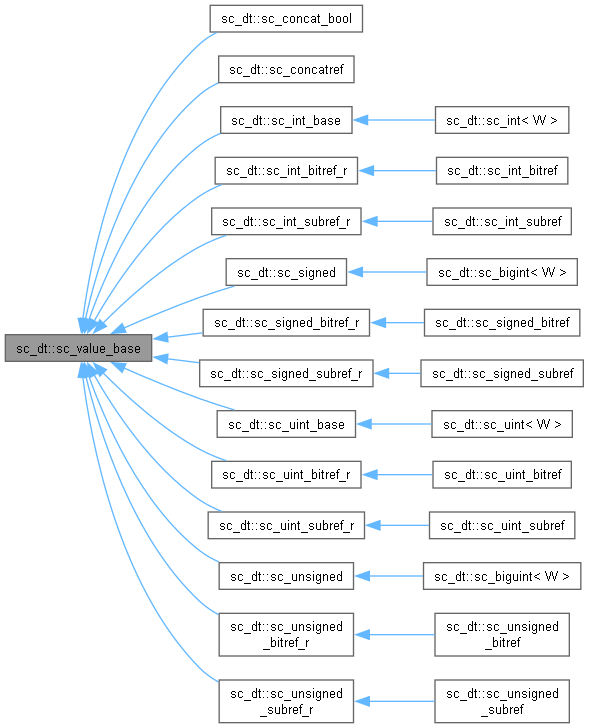 sc_dt::sc_concat_bool
sc_dt::sc_concatref
sc_dt::sc_int_base
sc_dt::sc_int< W >
sc_dt::sc_int_bitref_r
sc_dt::sc_int_bitref
sc_dt::sc_int_subref_r
sc_dt::sc_int_subref
sc_dt::sc_signed
sc_dt::sc_bigint< W >
sc_dt::sc_signed_bitref_r
sc_dt::sc_signed_bitref
sc_dt::sc_value_base
sc_dt::sc_signed_subref_r
sc_dt::sc_signed_subref
sc_dt::sc_uint_base
sc_dt::sc_uint< W >
sc_dt::sc_uint_bitref_r
sc_dt::sc_uint_bitref
sc_dt::sc_uint_subref_r
sc_dt::sc_uint_subref
sc_dt::sc_unsigned
sc_dt::sc_biguint< W >
sc_dt::sc_unsigned
_bitref_r
sc_dt::sc_unsigned
_bitref
sc_dt::sc_unsigned
_subref_r
sc_dt::sc_unsigned
_subref